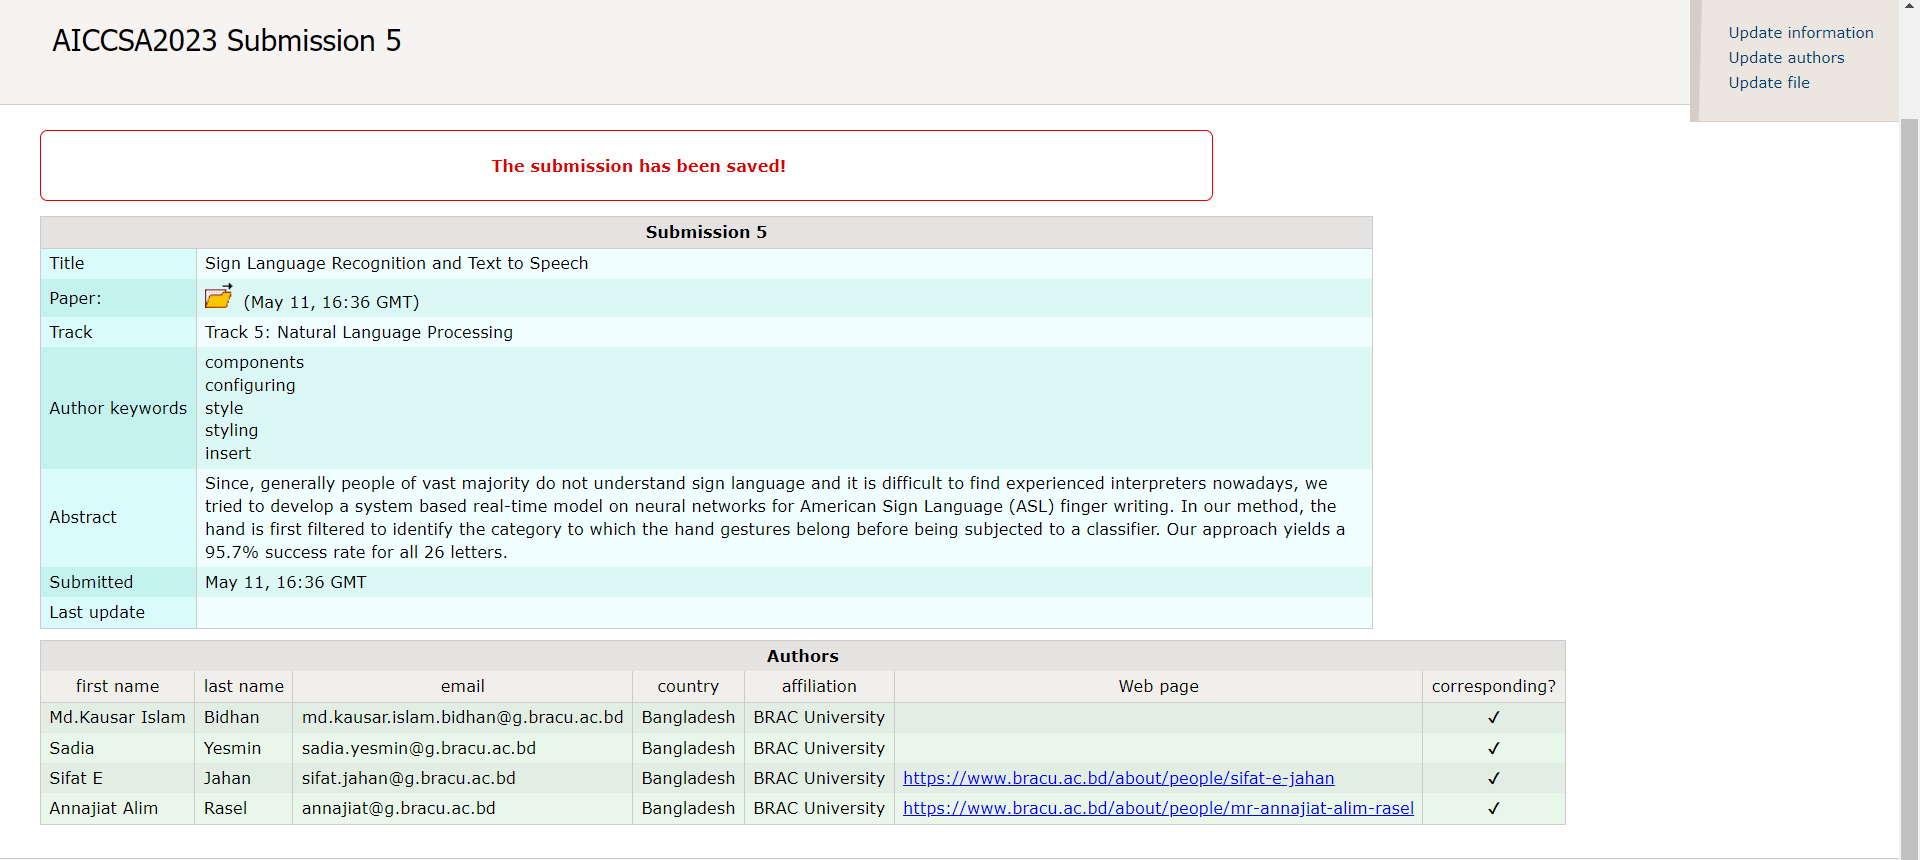 AICCSA2023 Submission 5
Update information
Update authors
Update file
The submission has been saved!
Submission 5
Title Sign Language Recognition and Text to Speech
Paper: (May 11, 16:36 GMT)
Track Track 5: Natural Language Processing
Author keywords
components
configuring
style
styling
insert
Abstract
Since, generally people of vast majority do not understand sign language and it is difficult to find experienced interpreters nowadays, we
tried to develop a system based real-time model on neural networks for American Sign Language (ASL) finger writing. In our method, the
hand is first filtered to identify the category to which the hand gestures belong before being subjected to a classifier. Our approach yields a
95.7% success rate for all 26 letters.
Submitted May 11, 16:36 GMT
Last update
Authors
first name last name email country affiliation Web page corresponding?
Md.Kausar Islam Bidhan md.kausar.islam.bidhan@g.bracu.ac.bd Bangladesh BRAC University ✓
Sadia Yesmin sadia.yesmin@g.bracu.ac.bd Bangladesh BRAC University ✓
Sifat E Jahan sifat.jahan@g.bracu.ac.bd Bangladesh BRAC University https://www.bracu.ac.bd/about/people/sifat-e-jahan ✓
Annajiat Alim Rasel annajiat@g.bracu.ac.bd Bangladesh BRAC University https://www.bracu.ac.bd/about/people/mr-annajiat-alim-rasel ✓